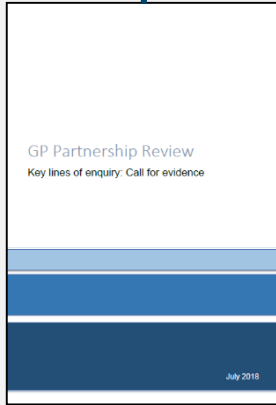 GP Partnership Review
Key lines of enquiry: Call for evidence
July 2018